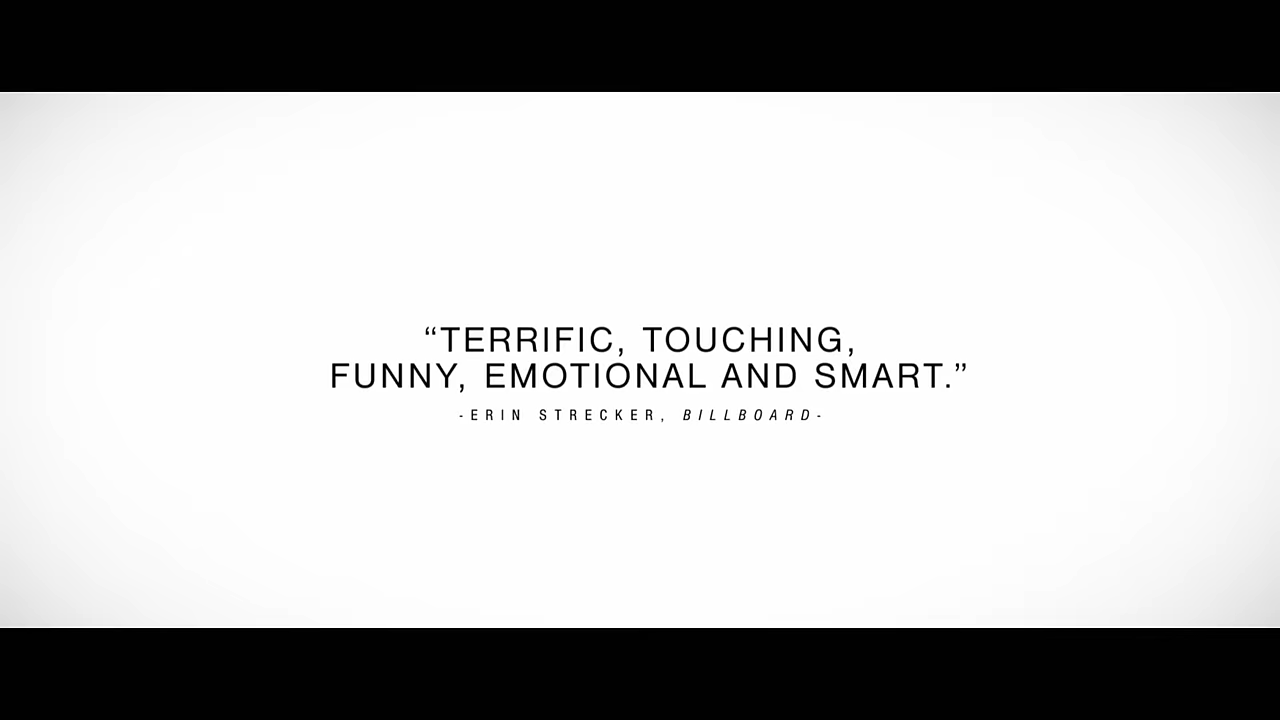 “TERRIFIC, TOUCHING,
FUNNY, EMOTIONAL AND SMART.”
-ERIN STRECKER, BILLBOARD-